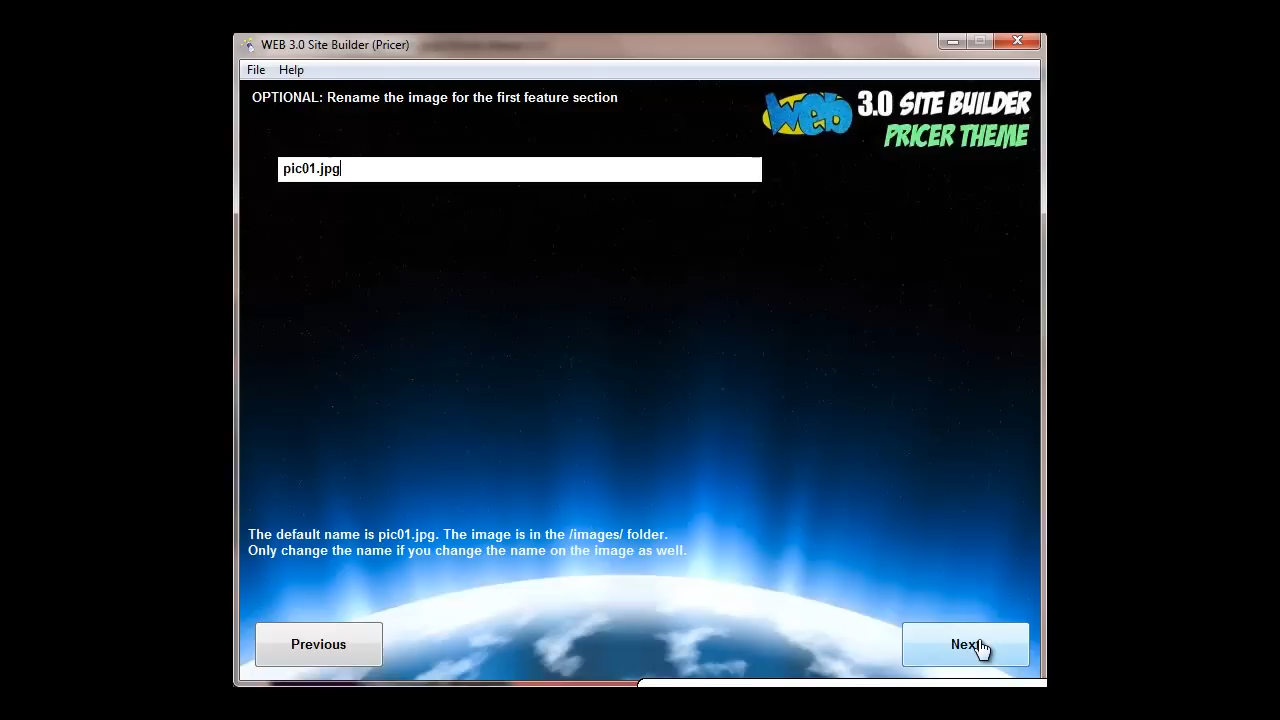 WEB 3.0 Site Builder (Pricer)
File Help
OPTIONAL: Rename the image for the first feature section
Web 3.0 SITE BUILDER
PRICER THEME
pic01.jpg
The default name is pic01.jpg. The image is in the /images/ folder.
Only change the name if you change the name on the image as well.
Previous
Next